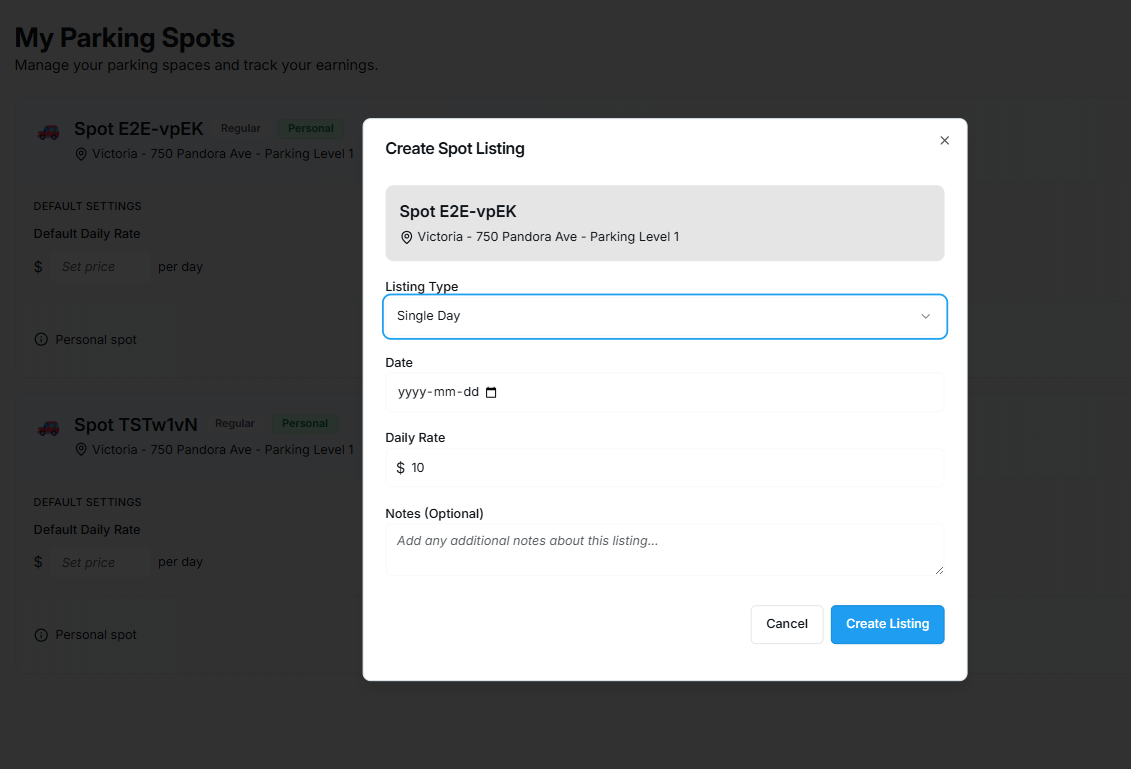 My Parking Spots
Manage your parking spaces and track your earnings.
Spot E2E-vpEK Regular Personal
Victoria - 750 Pandora Ave - Parking Level 1
DEFAULT SETTINGS
Default Daily Rate
$ Set price per day
Personal spot
Spot TSTw1vN Regular Personal
Victoria - 750 Pandora Ave - Parking Level 1
DEFAULT SETTINGS
Default Daily Rate
$ Set price per day
Personal spot
Create Spot Listing
Spot E2E-vpEK
Victoria - 750 Pandora Ave - Parking Level 1
Listing Type
Single Day
Date
yyyy-mm-dd
Daily Rate
$ 10
Notes (Optional)
Add any additional notes about this listing...
Cancel Create Listing